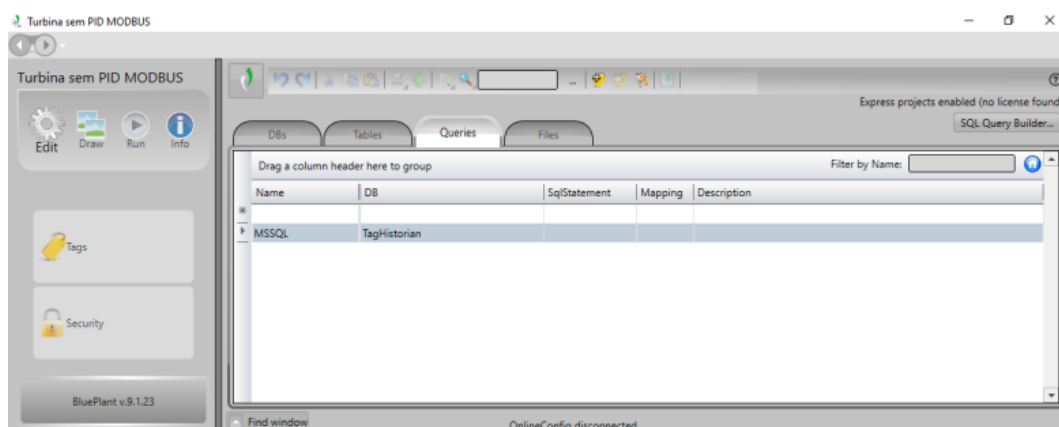 Turbina sem PID MODBUS
Turbina sem PID MODBUS
Edit Draw Run Info
Tags
Security
BluePlant v.9.1.23
...
Express projects enabled (no license found
SQL Query Builder...
DBs Tables Queries Files
Drag a column header here to group Filter by Name:
Name DB SqlStatement Mapping Description
MSSQL TagHistorian
Find window OnlineConfig disconnected